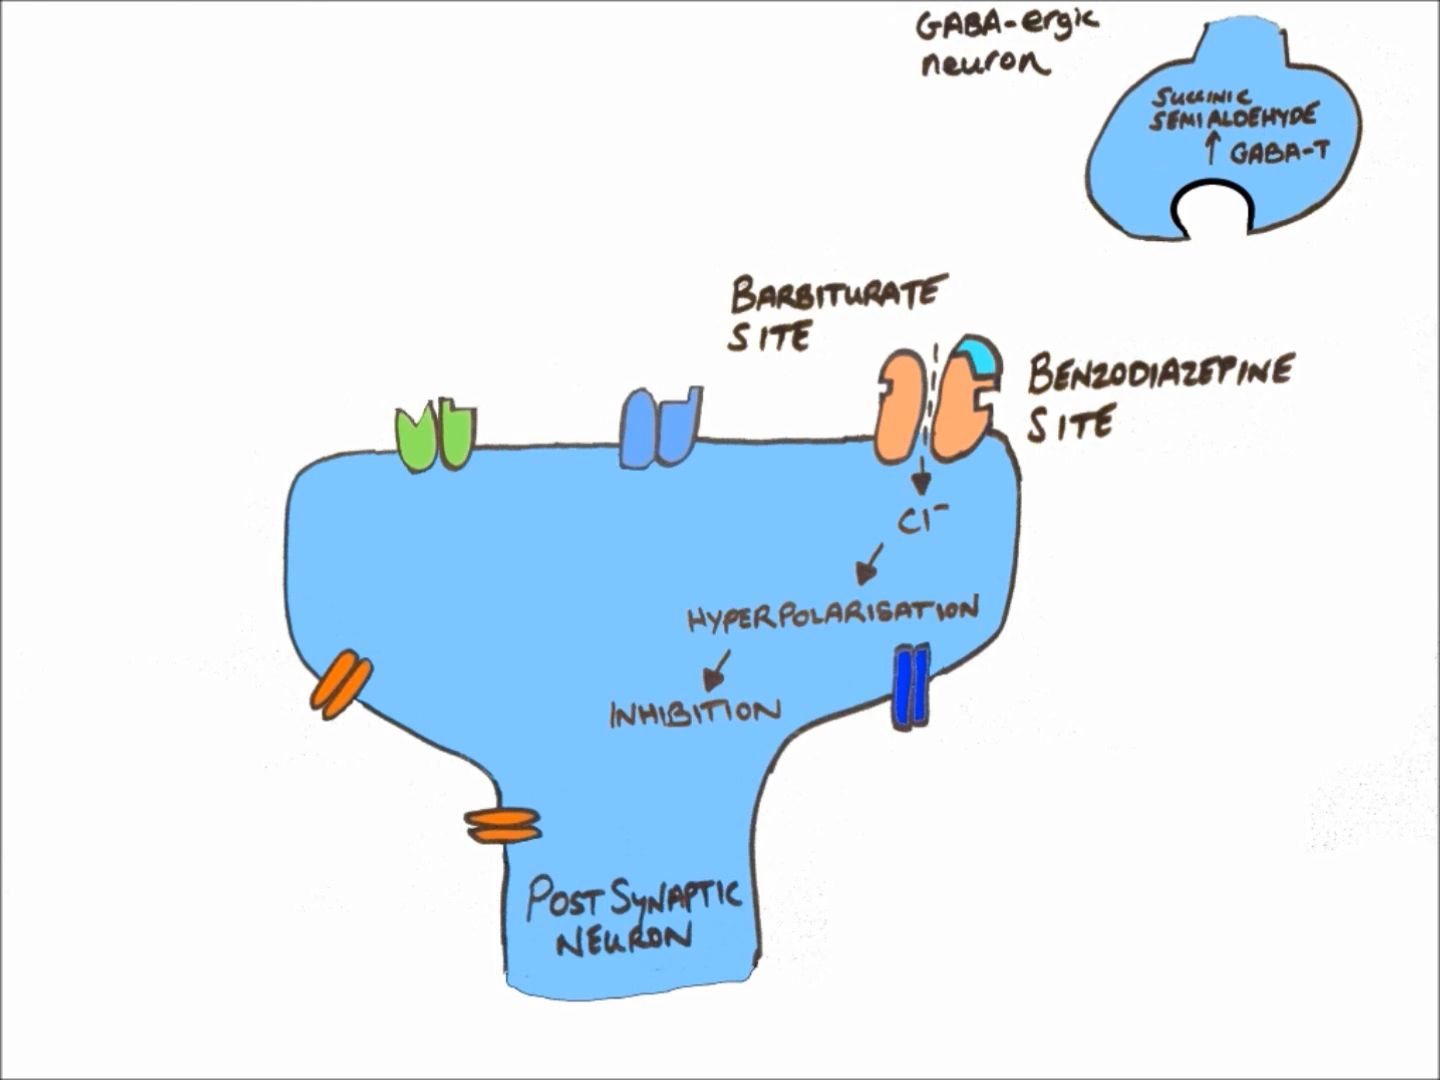 GABA-ergic
neuron
SUCCINIC
SEMIALDEHYDE
↑ GABA-T
BARBITURATE
SITE
BENZODIAZEPINE
SITE
Cl⁻
HYPERPOLARISATION
INHIBITION
POST SYNAPTIC
NEURON